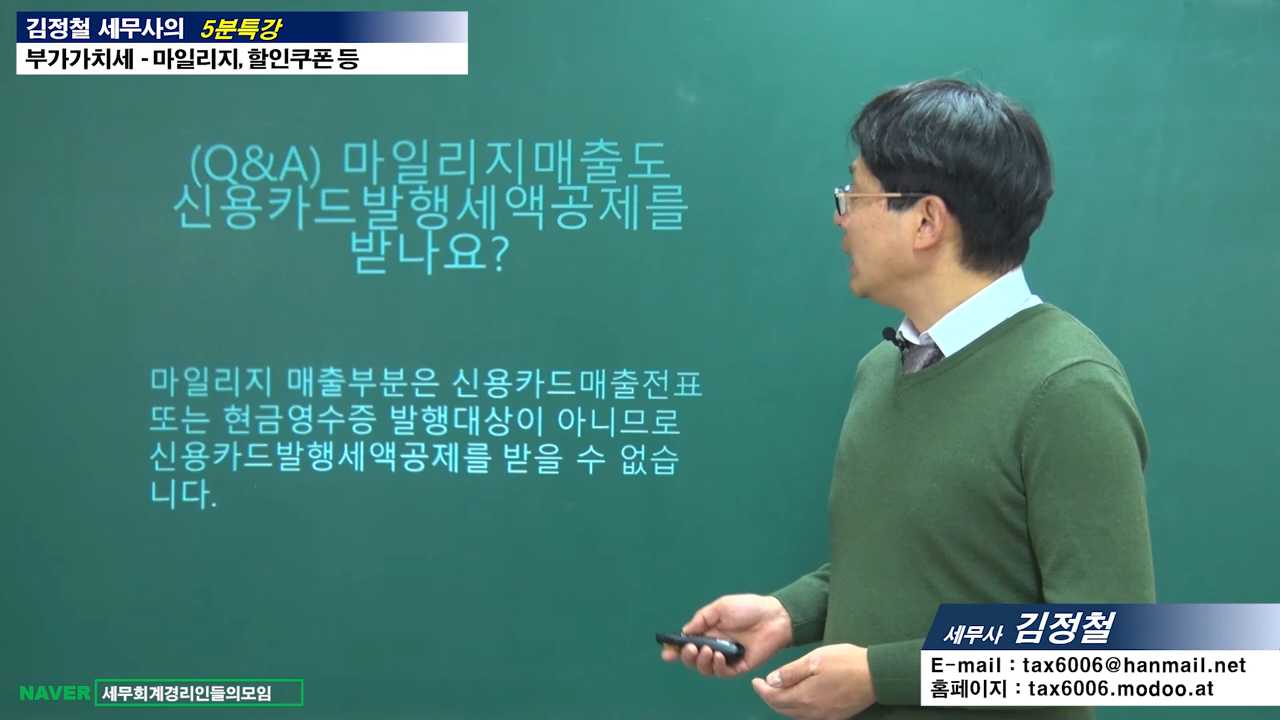 김정철 세무사의 5분특강
부가가치세 - 마일리지, 할인쿠폰 등
(Q&A) 마일리지매출도
신용카드발행세액공제를
받나요?
마일리지 매출부분은 신용카드매출전표
또는 현금영수증 발행대상이 아니므로
신용카드발행세액공제를 받을 수 없습
니다.
세무사 김정철
E-mail : tax6006@hanmail.net
홈페이지 : tax6006.modoo.at
NAVER 세무회계경리인들의모임